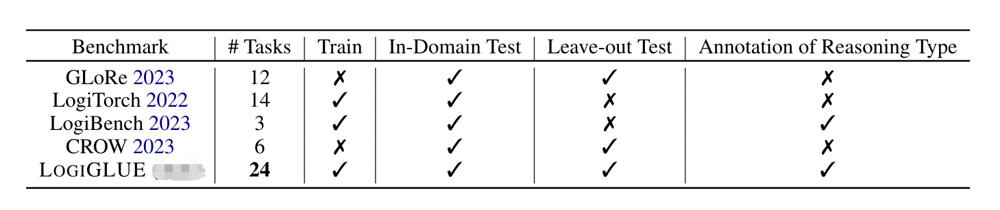 Benchmark # Tasks Train In-Domain Test Leave-out Test Annotation of Reasoning Type
GLoRe 2023 12 ✗ ✓ ✓ ✗
LogiTorch 2022 14 ✓ ✓ ✗ ✗
LogiBench 2023 3 ✓ ✓ ✗ ✓
CROW 2023 6 ✗ ✓ ✓ ✗
LOGIGLUE 24 ✓ ✓ ✓ ✓